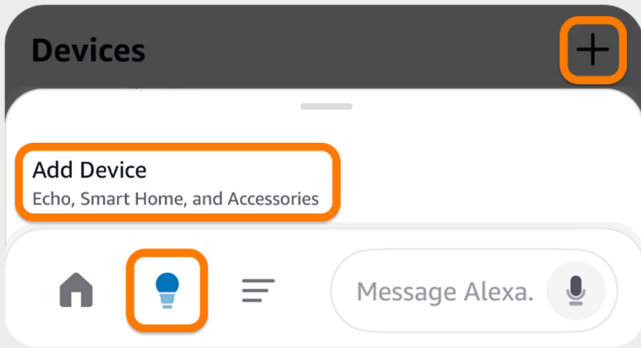 Devices
Add Device
Echo, Smart Home, and Accessories
Message Alexa.